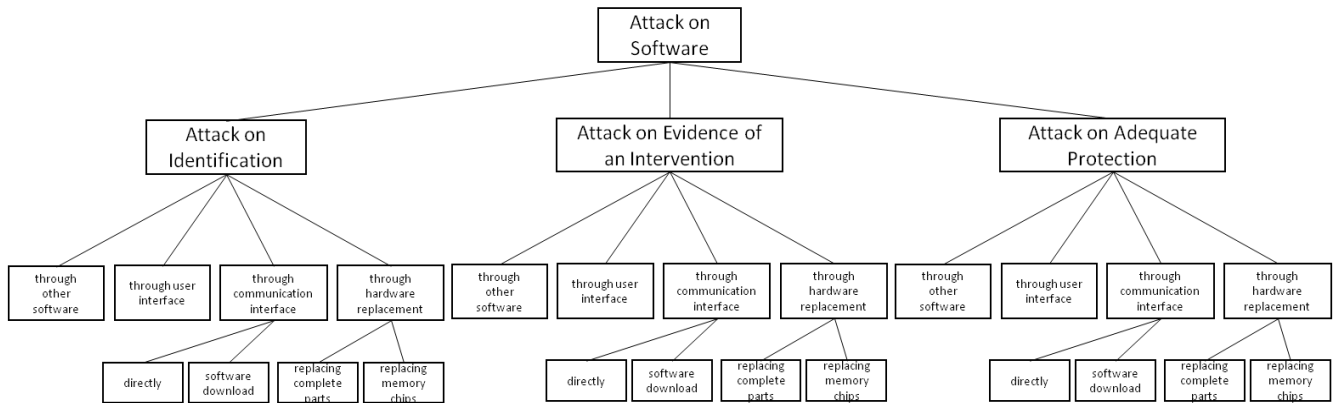 Attack on
Software
Attack on
Identification
Attack on Evidence of
an Intervention
Attack on Adequate
Protection
through
other
software
through user
interface
through
communication
interface
through
hardware
replacement
through
other
software
through user
interface
through
communication
interface
through
hardware
replacement
through
other
software
through user
interface
through
communication
interface
through
hardware
replacement
directly
software
download
replacing
complete
parts
replacing
memory
chips
directly
software
download
replacing
complete
parts
replacing
memory
chips
directly
software
download
replacing
complete
parts
replacing
memory
chips